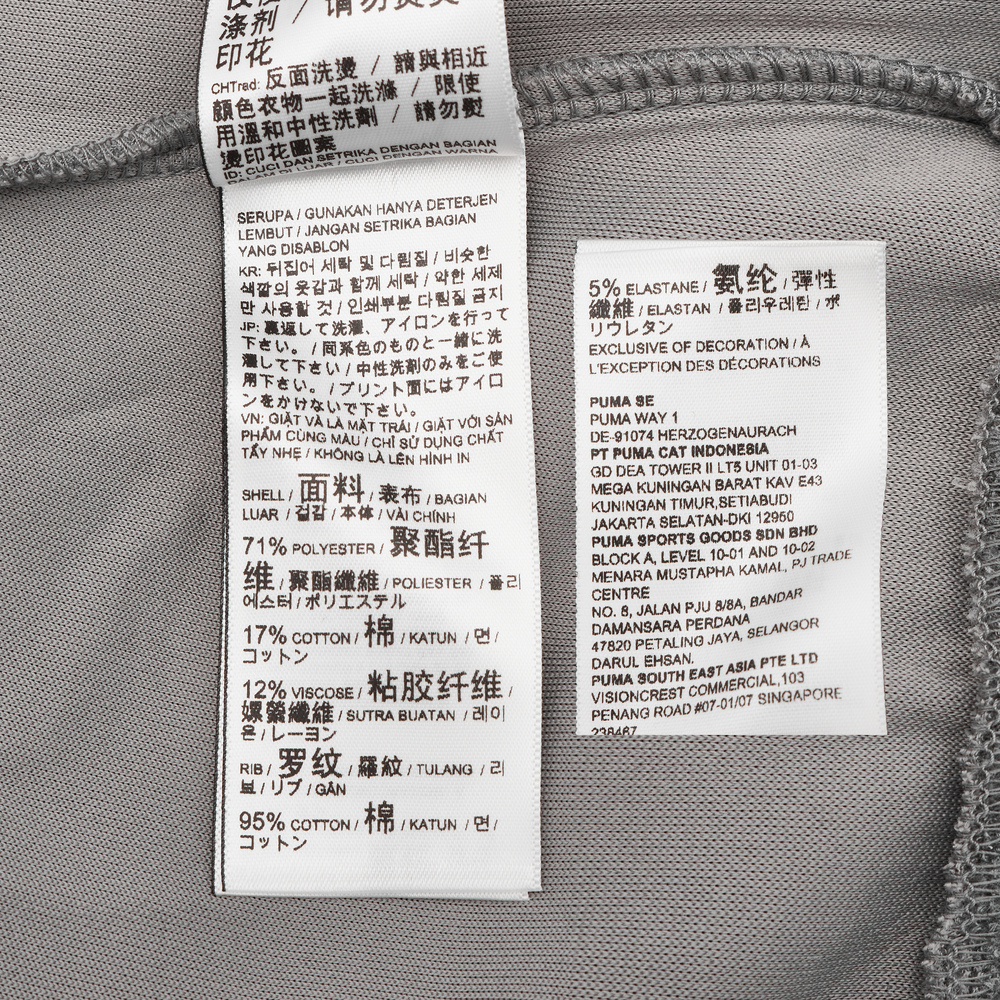 涤剂 / 请勿熨烫
印花
CHTrad: 反面洗燙 / 請與相近
顏色衣物一起洗滌 / 限使
用溫和中性洗劑 / 請勿熨
燙印花圖案
ID: CUCI DAN SETRIKA DENGAN BAGIAN
DALAM DI LUAR / CUCI DENGAN WARNA
SERUPA / GUNAKAN HANYA DETERJEN
LEMBUT / JANGAN SETRIKA BAGIAN
YANG DISABLON
KR: 뒤집어 세탁 및 다림질 / 비슷한
색깔의 옷감과 함께 세탁 / 약한 세제
만 사용할 것 / 인쇄부분 다림질 금지
JP: 裏返して洗濯、アイロンを行って
下さい。 / 同系色のものと一緒に洗
濯して下さい / 中性洗剤のみをご使
用下さい。 / プリント面にはアイロ
ンをかけないで下さい。
VN: GIẶT VÀ LÀ MẶT TRÁI / GIẶT VỚI SẢN
PHẨM CÙNG MÀU / CHỈ SỬ DỤNG CHẤT
TẨY NHẸ / KHÔNG LÀ LÊN HÌNH IN
SHELL / 面料 / 表布 / BAGIAN
LUAR / 겉감 / 本体 / VẢI CHÍNH
71% POLYESTER / 聚酯纤
维 / 聚酯纖維 / POLIESTER / 폴리
에스터 / ポリエステル
17% COTTON / 棉 / KATUN / 면 /
コットン
12% VISCOSE / 粘胶纤维 /
嫘縈纖維 / SUTRA BUATAN / 레이
온 / レーヨン
RIB / 罗纹 / 羅紋 / TULANG / 리
브 / リブ / GÂN
95% COTTON / 棉 / KATUN / 면 /
コットン
5% ELASTANE / 氨纶 / 彈性
纖維 / ELASTAN / 폴리우레탄 / ポ
リウレタン
EXCLUSIVE OF DECORATION / À
L'EXCEPTION DES DÉCORATIONS
PUMA SE
PUMA WAY 1
DE-91074 HERZOGENAURACH
PT PUMA CAT INDONESIA
GD DEA TOWER II LT5 UNIT 01-03
MEGA KUNINGAN BARAT KAV E43
KUNINGAN TIMUR,SETIABUDI
JAKARTA SELATAN-DKI 12950
PUMA SPORTS GOODS SDN BHD
BLOCK A, LEVEL 10-01 AND 10-02
MENARA MUSTAPHA KAMAL, PJ TRADE
CENTRE
NO. 8, JALAN PJU 8/8A, BANDAR
DAMANSARA PERDANA
47820 PETALING JAYA, SELANGOR
DARUL EHSAN.
PUMA SOUTH EAST ASIA PTE LTD
VISIONCREST COMMERCIAL,103
PENANG ROAD #07-01/07 SINGAPORE
238467